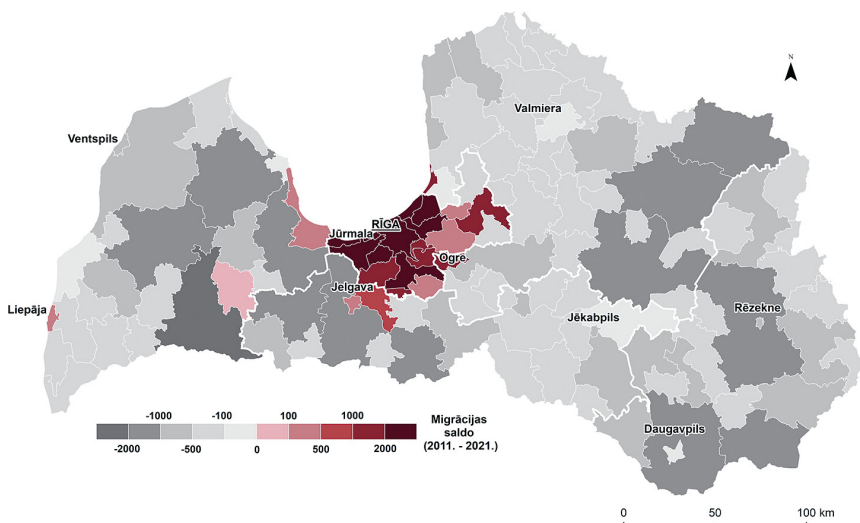 N
Valmiera
Ventspils
RĪGA
Jūrmala
Ogre
Jelgava
Liepāja
Jēkabpils
Rēzekne
Daugavpils
-1000 -100 100 1000
-2000 -500 0 500 2000
Migrācijas
saldo
(2011. - 2021.)
0 50 100 km